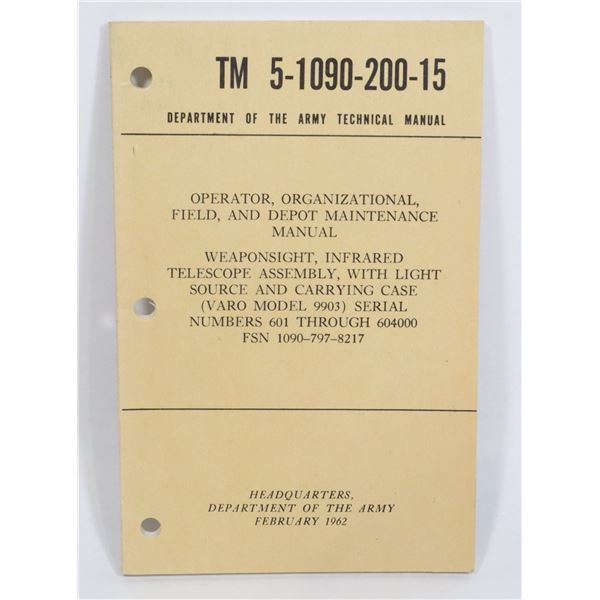 TM 5-1090-200-15
DEPARTMENT OF THE ARMY TECHNICAL MANUAL
OPERATOR, ORGANIZATIONAL,
FIELD, AND DEPOT MAINTENANCE
MANUAL
WEAPONSIGHT, INFRARED
TELESCOPE ASSEMBLY, WITH LIGHT
SOURCE AND CARRYING CASE
(VARO MODEL 9903) SERIAL
NUMBERS 601 THROUGH 604000
FSN 1090–797–8217
HEADQUARTERS,
DEPARTMENT OF THE ARMY
FEBRUARY 1962